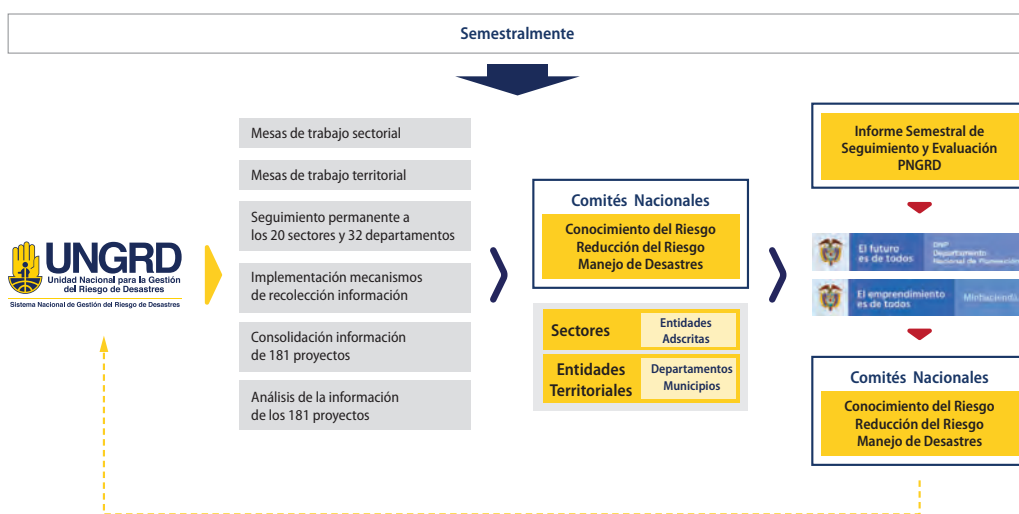 Semestralmente
UNGRD
Unidad Nacional para la Gestión
del Riesgo de Desastres
Sistema Nacional de Gestión del Riesgo de Desastres
Mesas de trabajo sectorial
Mesas de trabajo territorial
Seguimiento permanente a
los 20 sectores y 32 departamentos
Implementación mecanismos
de recolección información
Consolidación información
de 181 proyectos
Análisis de la información
de los 181 proyectos
Comités Nacionales
Conocimiento del Riesgo
Reducción del Riesgo
Manejo de Desastres
Sectores
Entidades
Adscritas
Entidades
Territoriales
Departamentos
Municipios
Informe Semestral de
Seguimiento y Evaluación
PNGRD
El futuro
es de todos
DNP
Departamento
Nacional de Planeación
El emprendimiento
es de todos
Minhacienda
Comités Nacionales
Conocimiento del Riesgo
Reducción del Riesgo
Manejo de Desastres